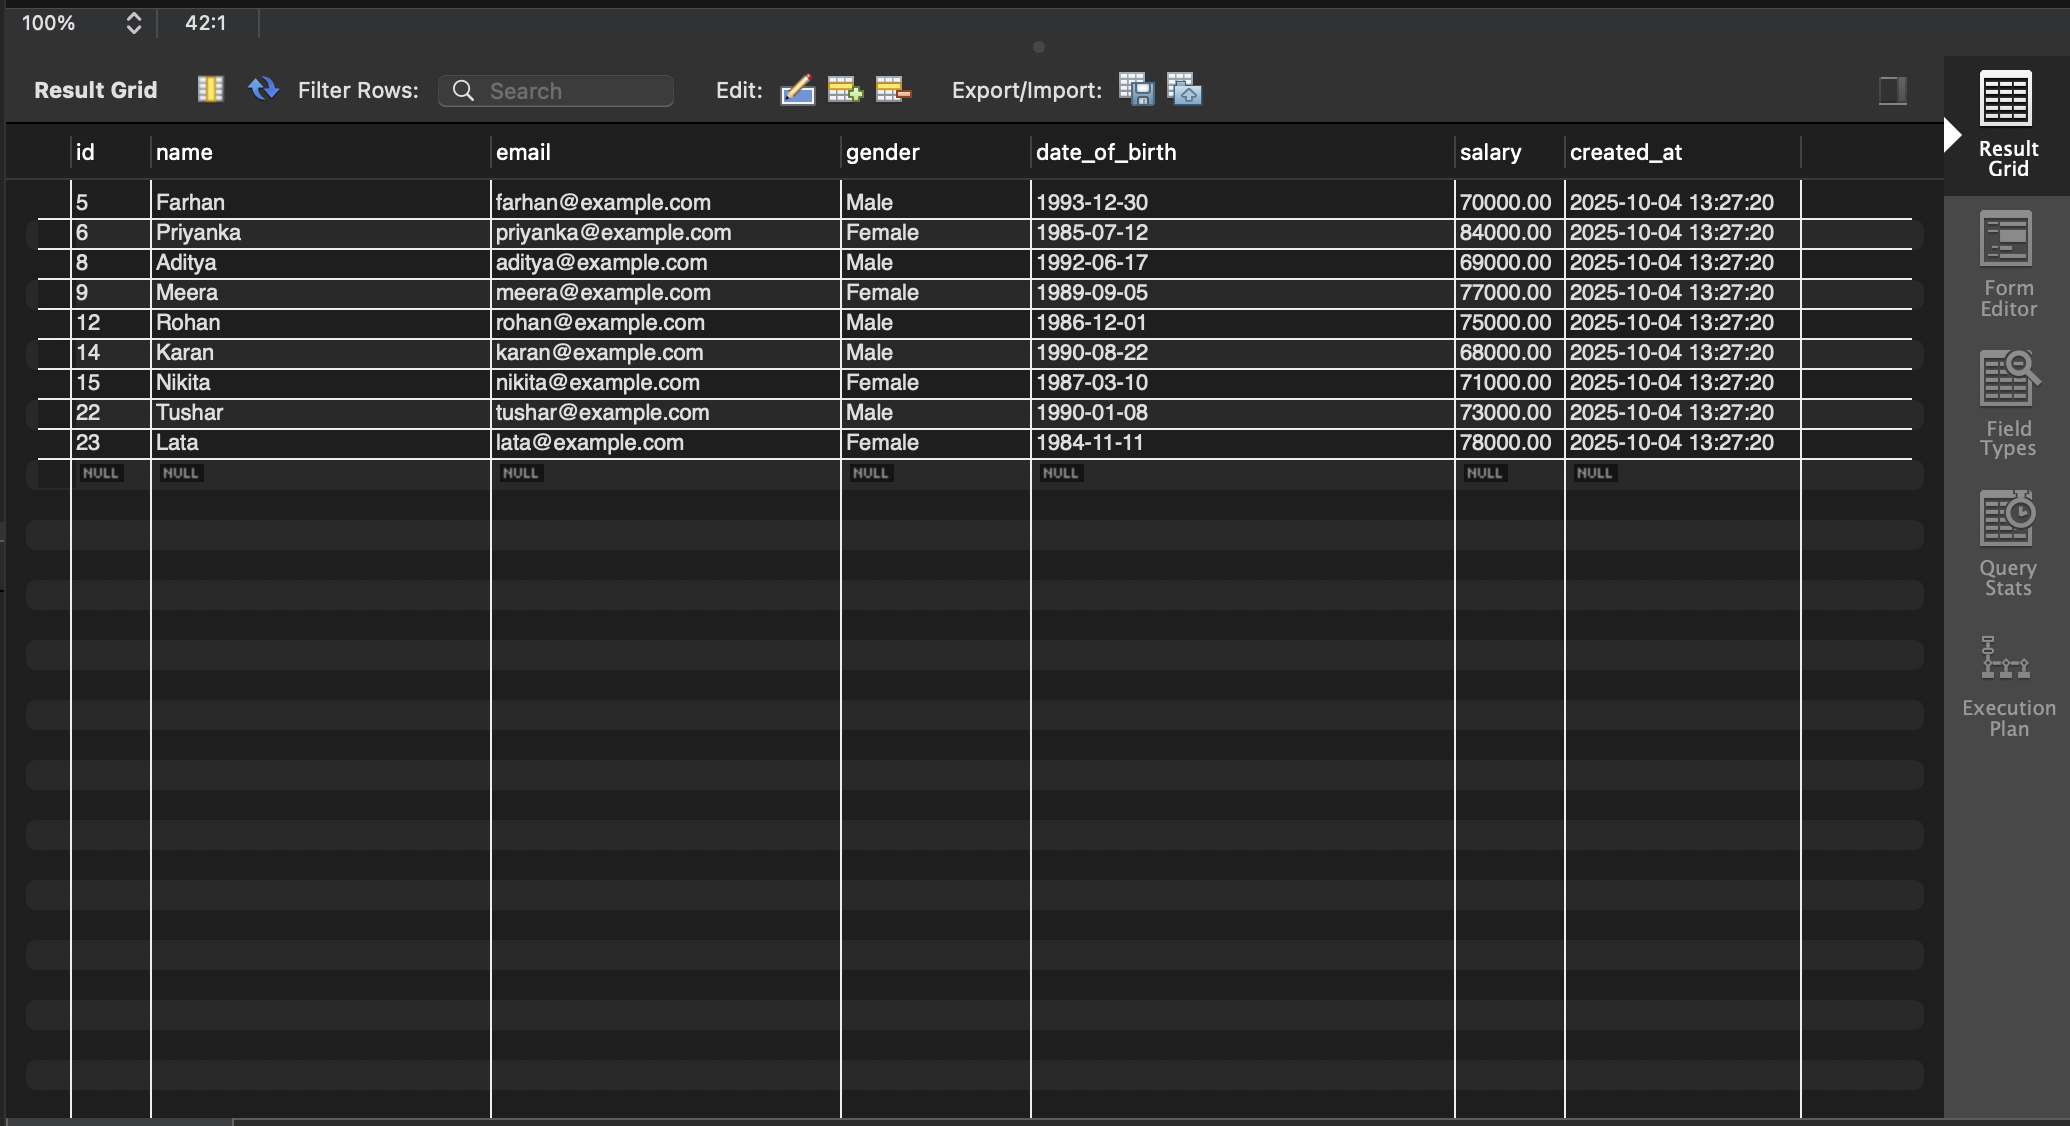 100% 42:1
Result Grid Filter Rows: Search Edit: Export/Import:
id name email gender date_of_birth salary created_at
5 Farhan farhan@example.com Male 1993-12-30 70000.00 2025-10-04 13:27:20
6 Priyanka priyanka@example.com Female 1985-07-12 84000.00 2025-10-04 13:27:20
8 Aditya aditya@example.com Male 1992-06-17 69000.00 2025-10-04 13:27:20
9 Meera meera@example.com Female 1989-09-05 77000.00 2025-10-04 13:27:20
12 Rohan rohan@example.com Male 1986-12-01 75000.00 2025-10-04 13:27:20
14 Karan karan@example.com Male 1990-08-22 68000.00 2025-10-04 13:27:20
15 Nikita nikita@example.com Female 1987-03-10 71000.00 2025-10-04 13:27:20
22 Tushar tushar@example.com Male 1990-01-08 73000.00 2025-10-04 13:27:20
23 Lata lata@example.com Female 1984-11-11 78000.00 2025-10-04 13:27:20
NULL NULL NULL NULL NULL NULL NULL
Result
Grid
Form
Editor
Field
Types
Query
Stats
Execution
Plan